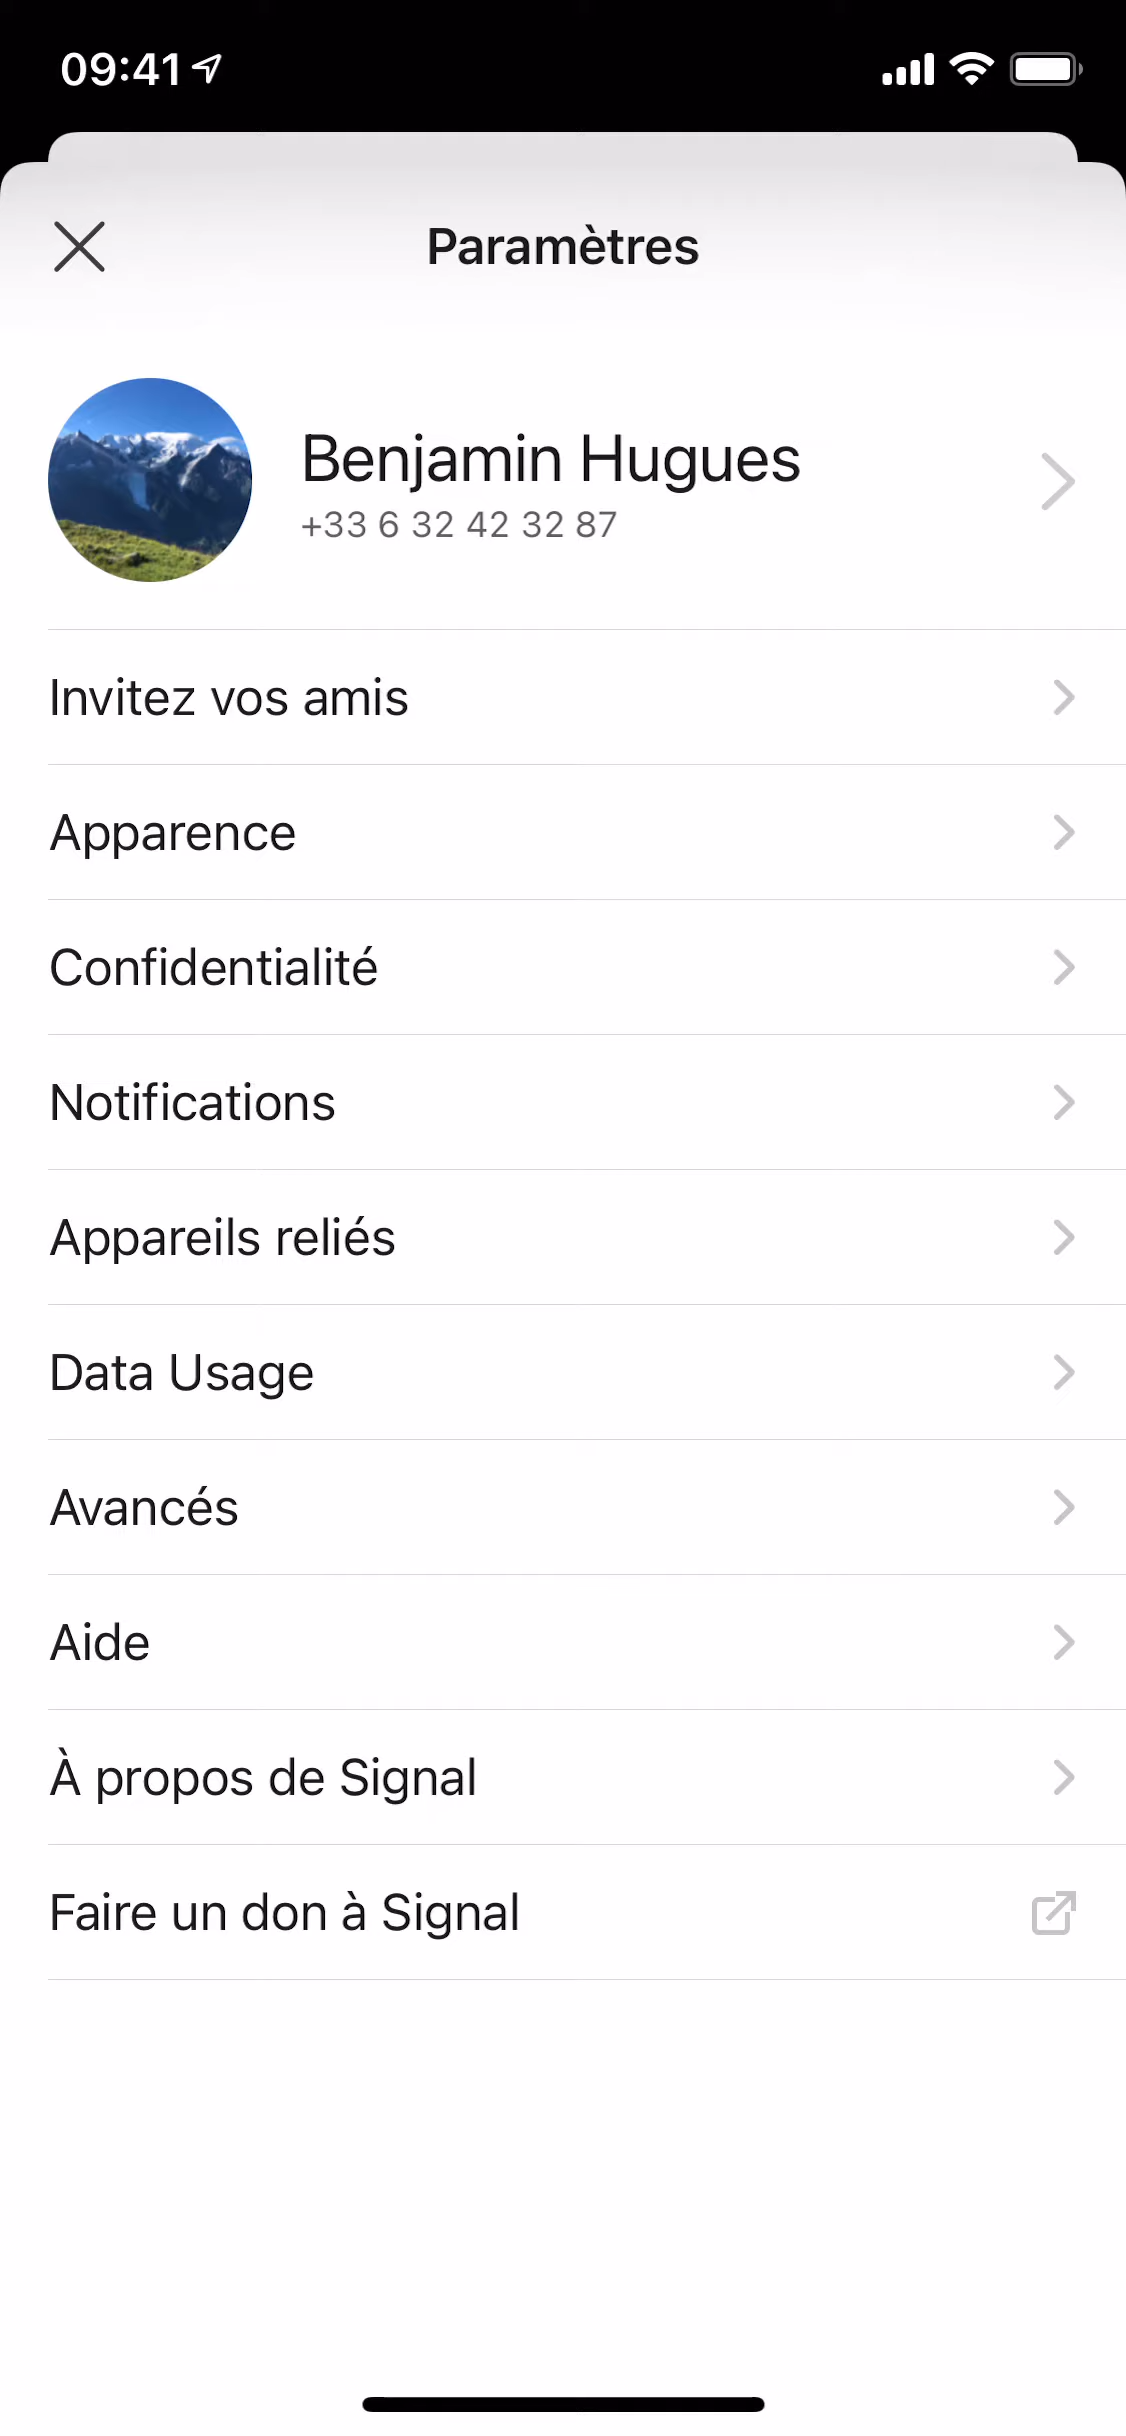 09:41
Paramètres
Benjamin Hugues
+33 6 32 42 32 87
Invitez vos amis
Apparence
Confidentialité
Notifications
Appareils reliés
Data Usage
Avancés
Aide
À propos de Signal
Faire un don à Signal